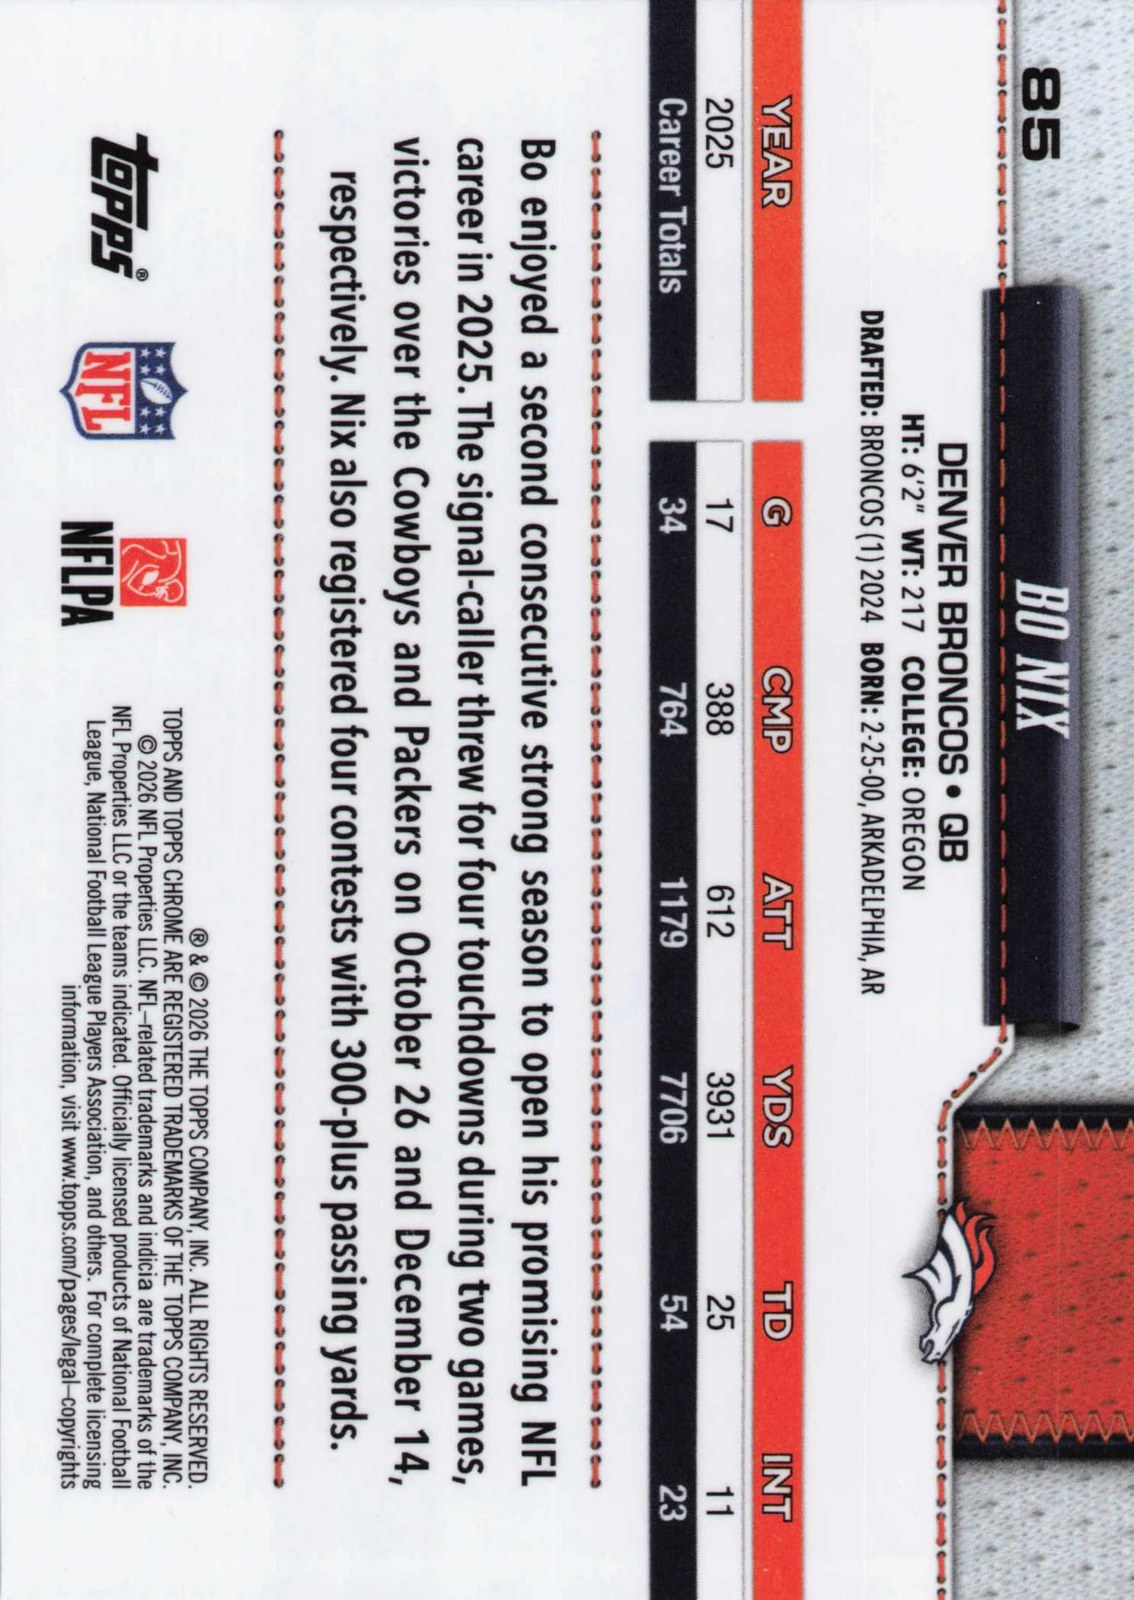 85
BO NIX
DENVER BRONCOS • QB
HT: 6'2" WT: 217 COLLEGE: OREGON
DRAFTED: BRONCOS (1) 2024 BORN: 2-25-00, ARKADELPHIA, AR
YEAR G CMP ATT YDS TD INT
2025 17 388 612 3931 25 11
Career Totals 34 764 1179 7706 54 23
Bo enjoyed a second consecutive strong season to open his promising NFL
career in 2025. The signal-caller threw for four touchdowns during two games,
victories over the Cowboys and Packers on October 26 and December 14,
respectively. Nix also registered four contests with 300-plus passing yards.
Topps®
NFL
NFLPA
® & © 2026 THE TOPPS COMPANY, INC. ALL RIGHTS RESERVED.
TOPPS AND TOPPS CHROME ARE REGISTERED TRADEMARKS OF THE TOPPS COMPANY, INC.
© 2026 NFL Properties LLC. NFL-related trademarks and indicia are trademarks of the
NFL Properties LLC or the teams indicated. Officially licensed products of National Football
League, National Football League Players Association, and others. For complete licensing
information, visit www.topps.com/pages/legal-copyrights